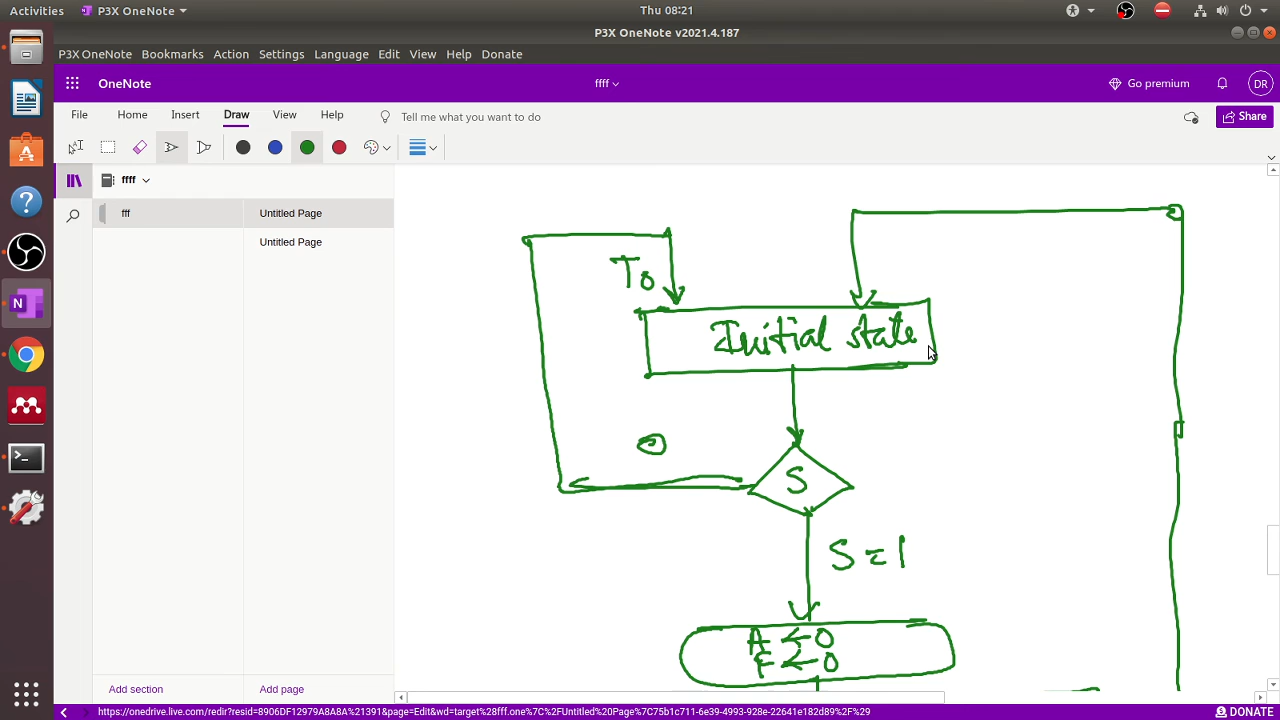 Activities P3X OneNote Thu 08:21
P3X OneNote v2021.4.187
P3X OneNote Bookmarks Action Settings Language Edit View Help Donate
OneNote ffff Go premium DR
File Home Insert Draw View Help Tell me what you want to do Share
ffff
fff Untitled Page
Untitled Page
T0
Initial state
0
S
S = 1
A ← 0
F ← 0
Add section Add page
https://onedrive.live.com/redir?resid=8906DF12979A8A8A%21391&page=Edit&wd=target%28fff.one%7C%2FUntitled%20Page%7C75b1c711-6e39-4993-928e-22641e182d89%2F%29 DONATE